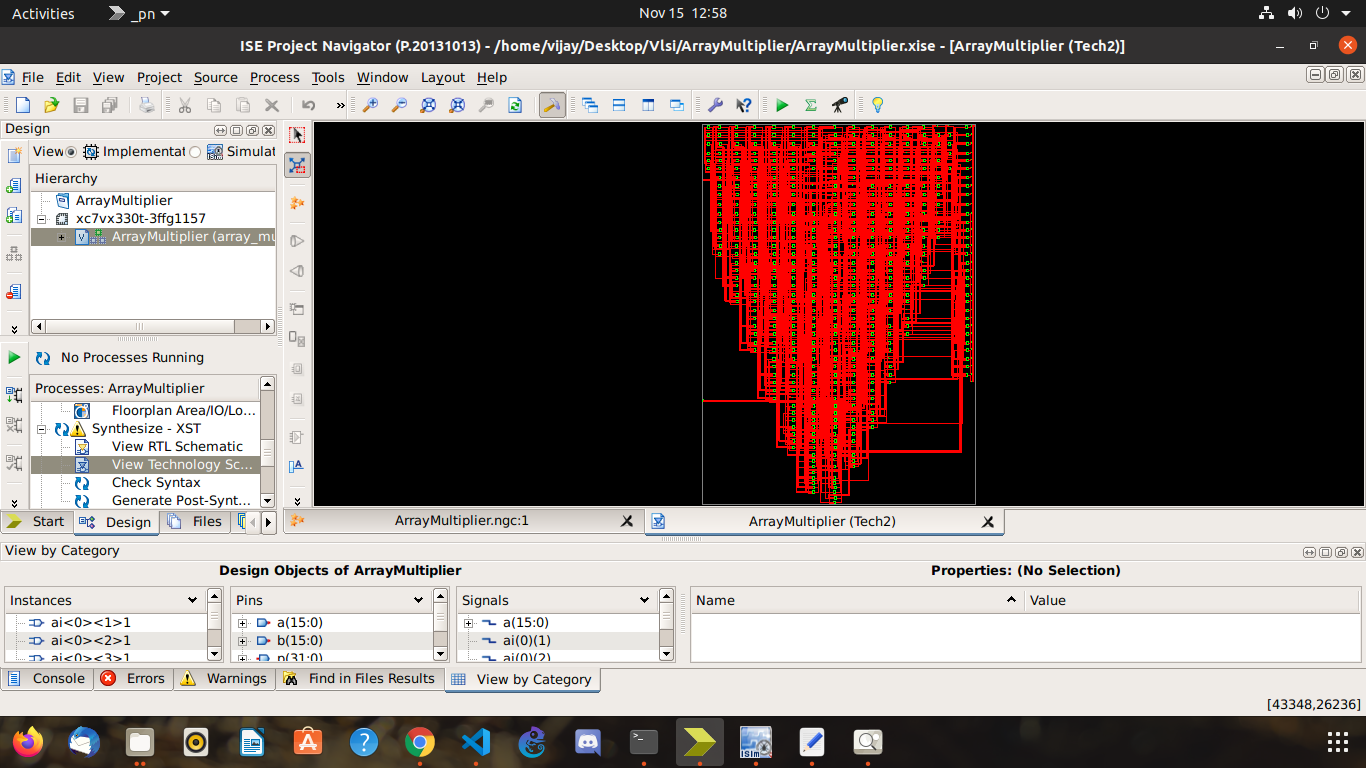 Activities
_pn
Nov 15 12:58
ISE Project Navigator (P.20131013) - /home/vijay/Desktop/Vlsi/ArrayMultiplier/ArrayMultiplier.xise - [ArrayMultiplier (Tech2)]
File Edit View Project Source Process Tools Window Layout Help
Design
View Implementat Simulat
Hierarchy
ArrayMultiplier
xc7vx330t-3ffg1157
ArrayMultiplier (array_mu
No Processes Running
Processes: ArrayMultiplier
Floorplan Area/IO/Lo...
Synthesize - XST
View RTL Schematic
View Technology Sc...
Check Syntax
Generate Post-Synt...
Start Design Files
ArrayMultiplier.ngc:1
ArrayMultiplier (Tech2)
View by Category
Design Objects of ArrayMultiplier
Properties: (No Selection)
Instances
ai<0><1>1
ai<0><2>1
ai<0><3>1
Pins
a(15:0)
b(15:0)
p(31:0)
Signals
a(15:0)
ai(0)(1)
ai(0)(2)
Name Value
Console Errors Warnings Find in Files Results View by Category
[43348,26236]
ISim